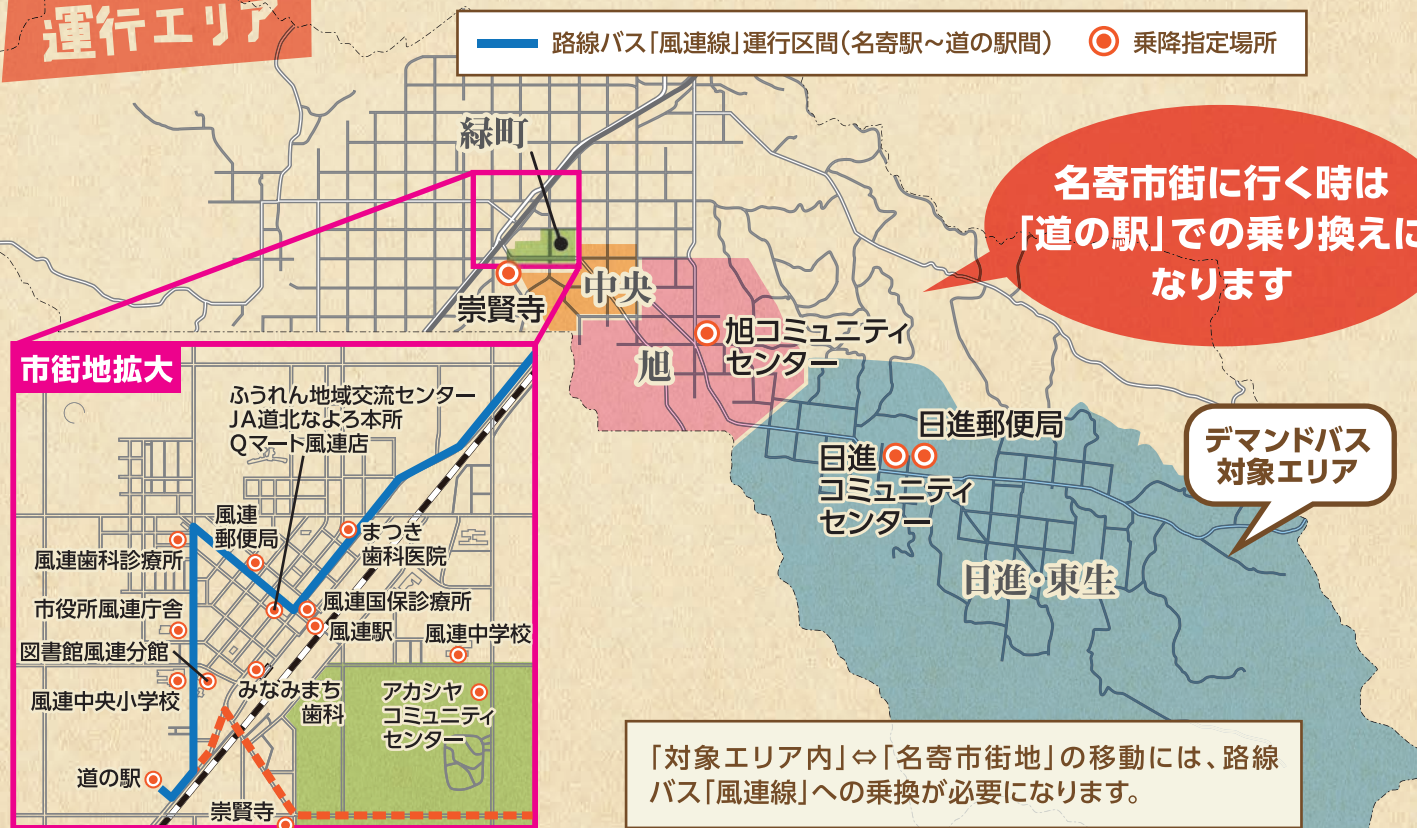 運行エリア
路線バス「風連線」運行区間(名寄駅～道の駅間)
乗降指定場所
緑町
名寄市街に行く時は
「道の駅」での乗り換えに
なります
崇賢寺
中央
旭コミュニティ
センター
旭
市街地拡大
ふうれん地域交流センター
JA道北なよろ本所
Qマート風連店
日進郵便局
日進
コミュニティ
センター
デマンドバス
対象エリア
日進・東生
風連
郵便局
まつき
歯科医院
風連歯科診療所
市役所風連庁舎
風連国保診療所
風連駅
風連中学校
図書館風連分館
風連中央小学校
みなみまち
歯科
アカシヤ
コミュニティ
センター
道の駅
崇賢寺
「対象エリア内」⇔「名寄市街地」の移動には、路線
バス「風連線」への乗換が必要になります。